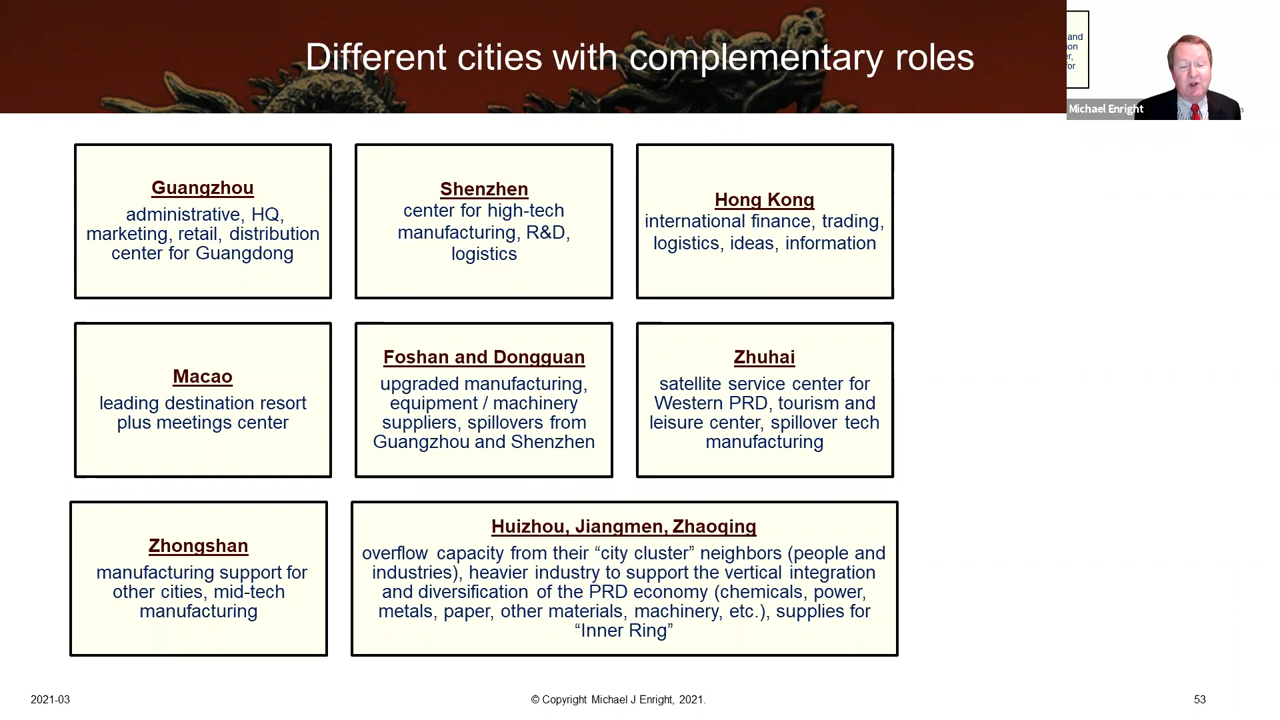 Different cities with complementary roles
and
on
er,
for
Michael Enright
Guangzhou
administrative, HQ,
marketing, retail, distribution
center for Guangdong
Shenzhen
center for high-tech
manufacturing, R&D,
logistics
Hong Kong
international finance, trading,
logistics, ideas, information
Macao
leading destination resort
plus meetings center
Foshan and Dongguan
upgraded manufacturing,
equipment / machinery
suppliers, spillovers from
Guangzhou and Shenzhen
Zhuhai
satellite service center for
Western PRD, tourism and
leisure center, spillover tech
manufacturing
Zhongshan
manufacturing support for
other cities, mid-tech
manufacturing
Huizhou, Jiangmen, Zhaoqing
overflow capacity from their “city cluster” neighbors (people and
industries), heavier industry to support the vertical integration
and diversification of the PRD economy (chemicals, power,
metals, paper, other materials, machinery, etc.), supplies for
“Inner Ring”
2021-03
© Copyright Michael J Enright, 2021.
53